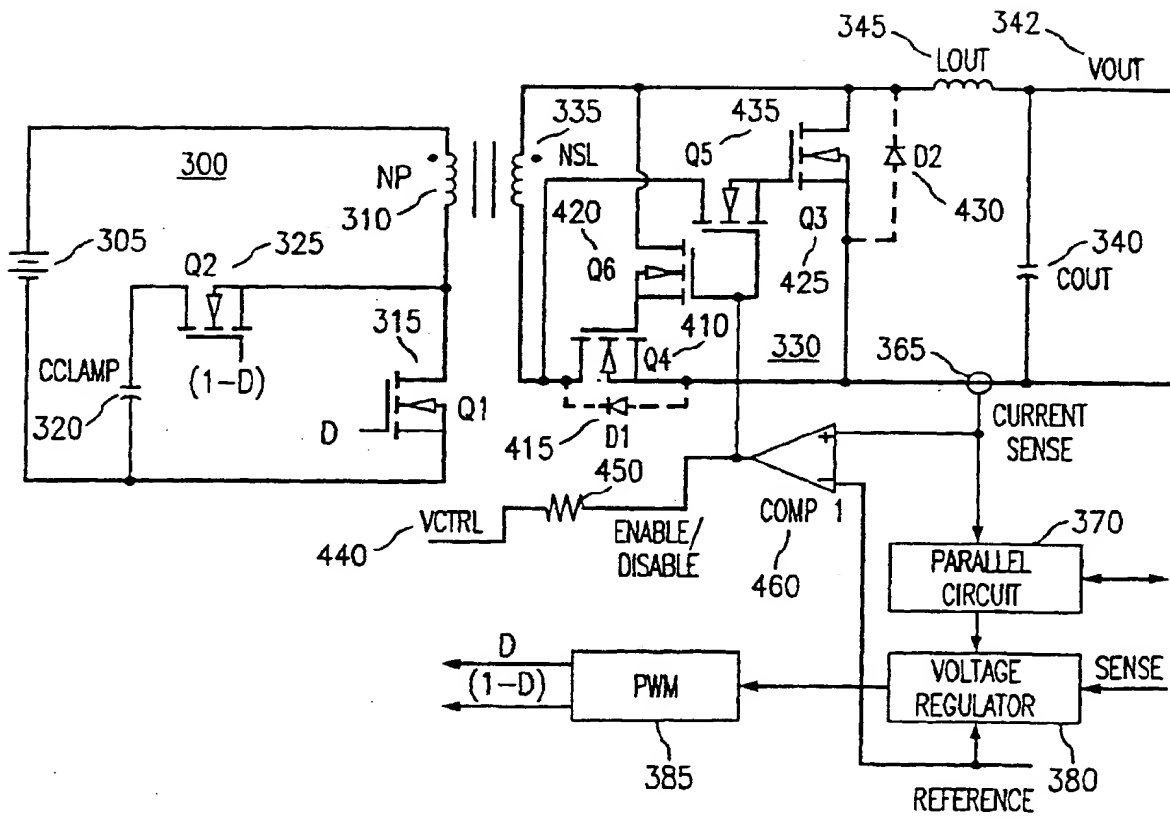 345
342
LOUT
VOUT
335
435
300
NSL
Q5
D2
NP
310
420
430
305
325
Q2
Q6
Q3
425
340
COUT
315
410
330
365
CCLAMP
320
(1-D)
Q4
CURRENT
SENSE
D
Q1
415
D1
450
COMP 1
370
440
VCTRL
ENABLE/
DISABLE
460
PARALLEL
CIRCUIT
D
(1-D)
PWM
VOLTAGE
REGULATOR
SENSE
385
380
REFERENCE